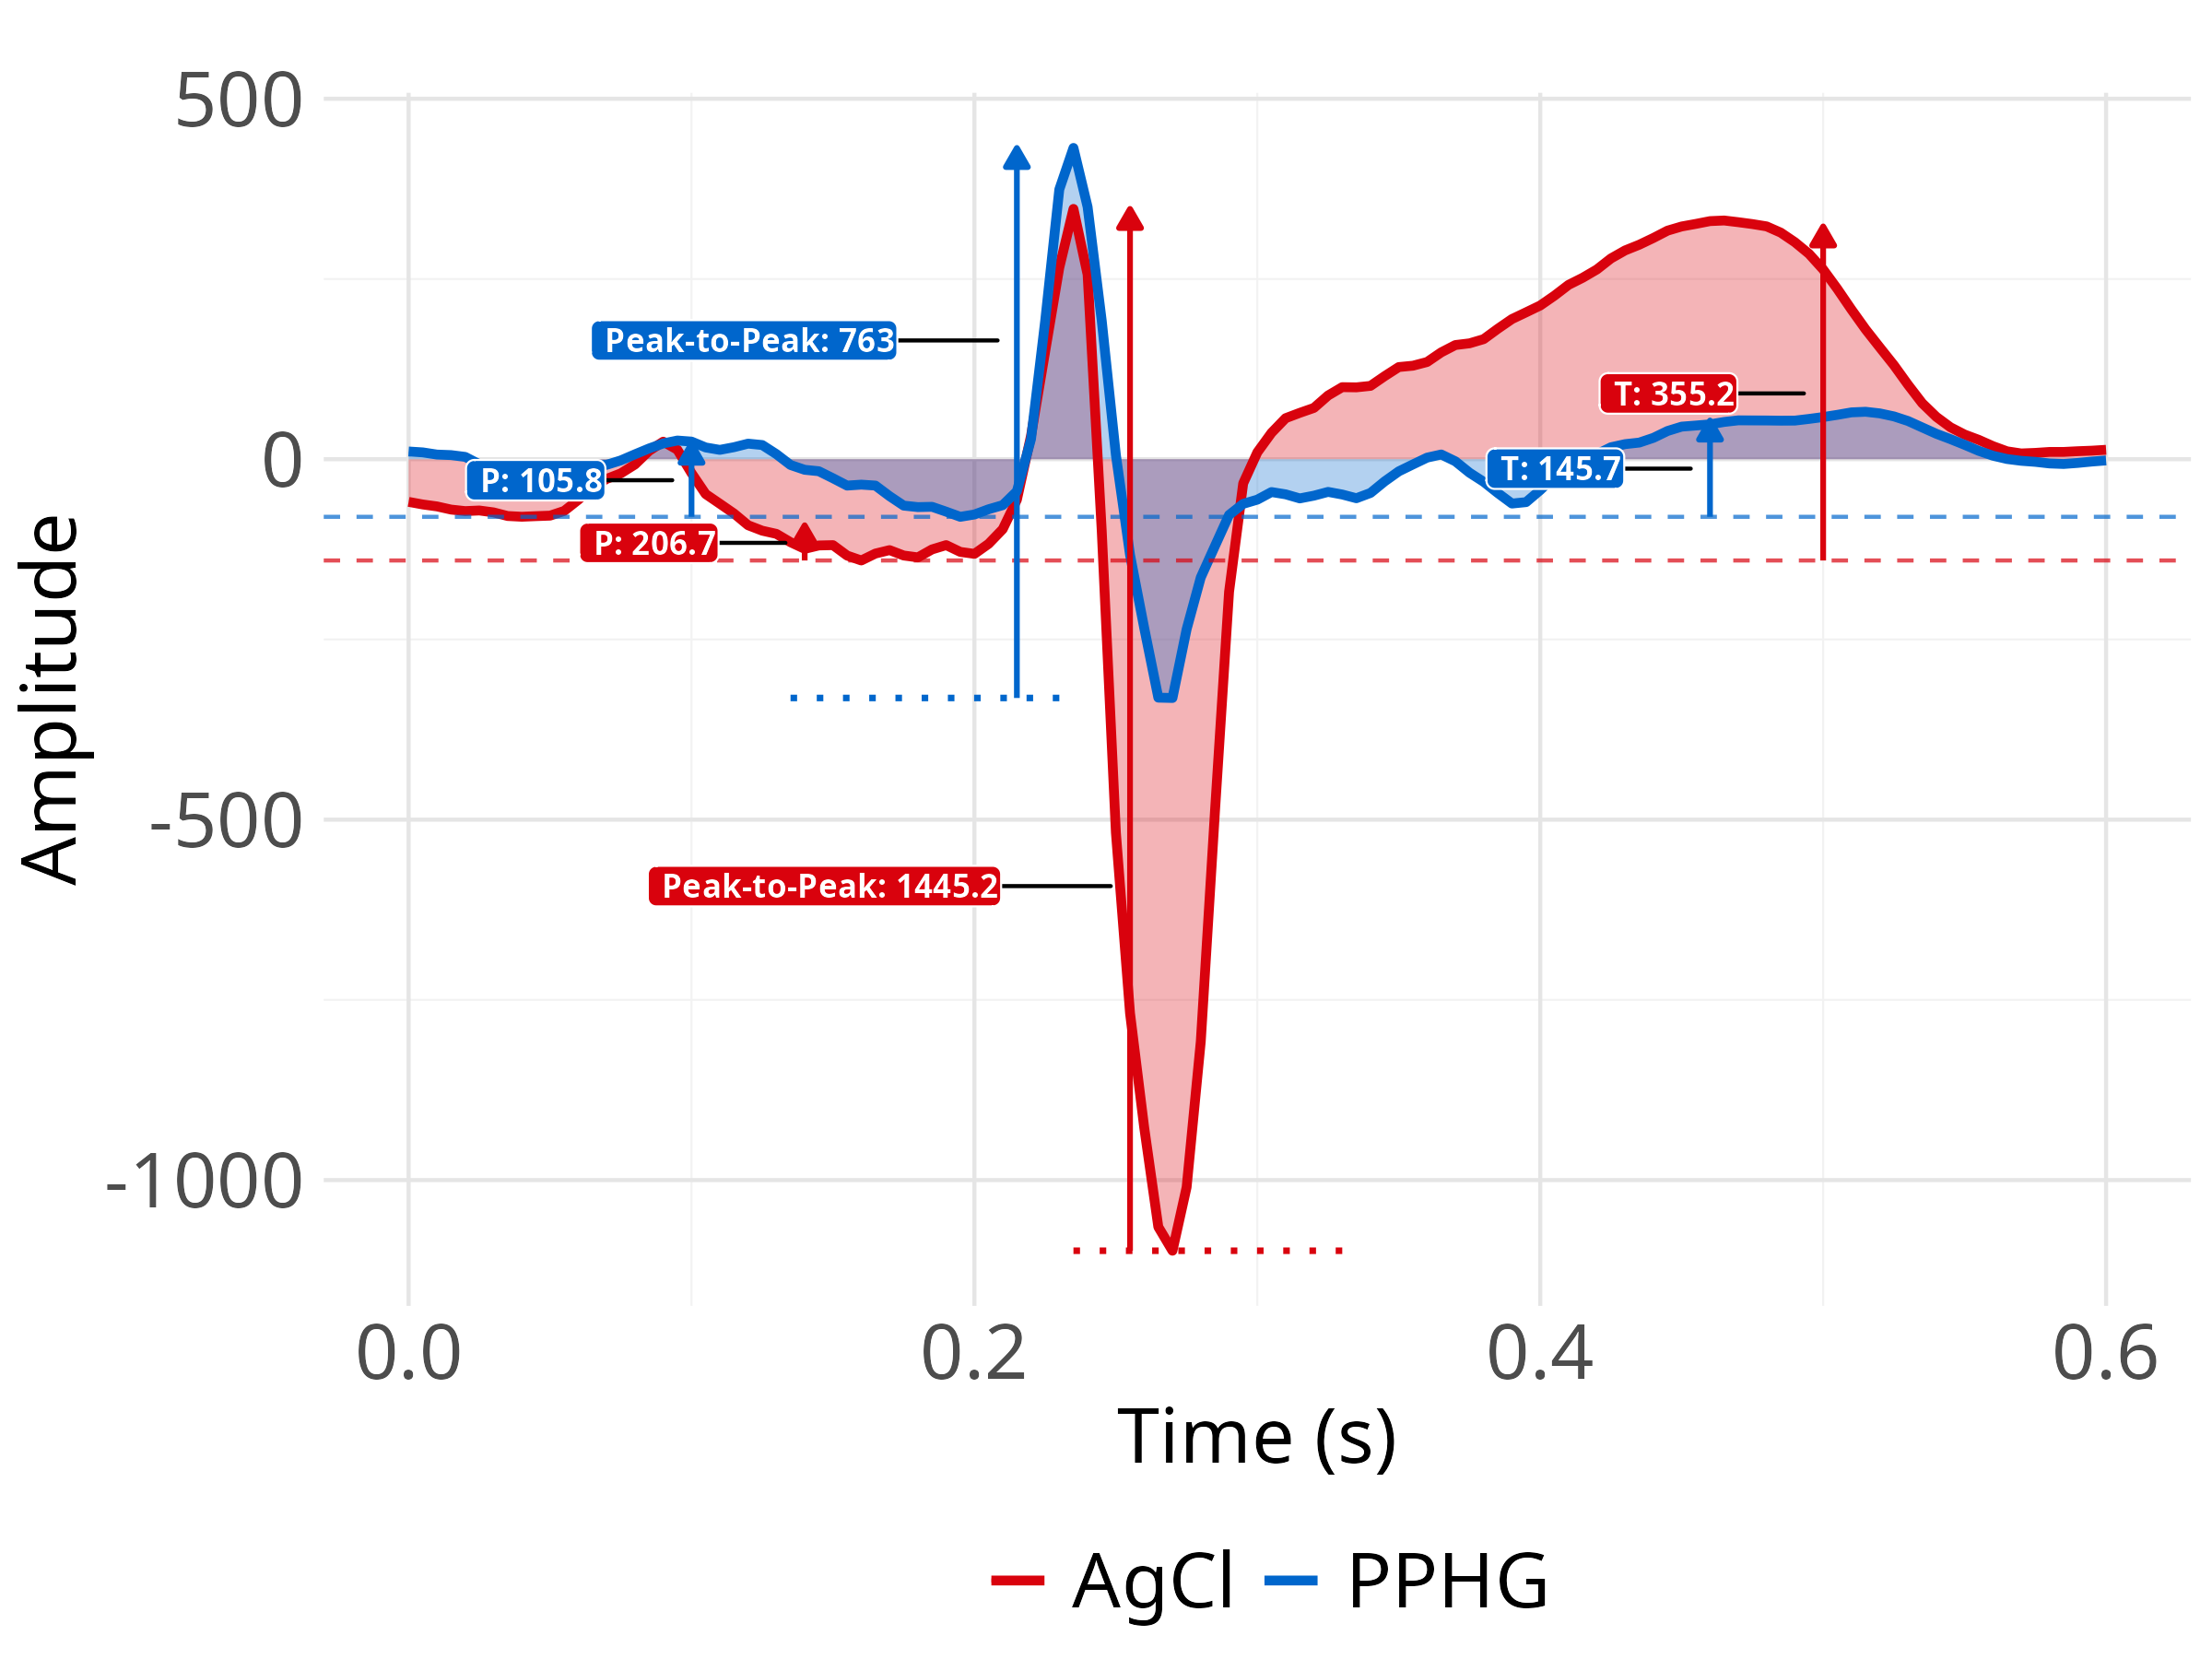 500
0
-500
-1000
Amplitude
Peak-to-Peak: 763
T: 355.2
T: 145.7
P: 105.8
P: 206.7
Peak-to-Peak: 1445.2
0.0 0.2 0.4 0.6
Time (s)
AgCl PPHG